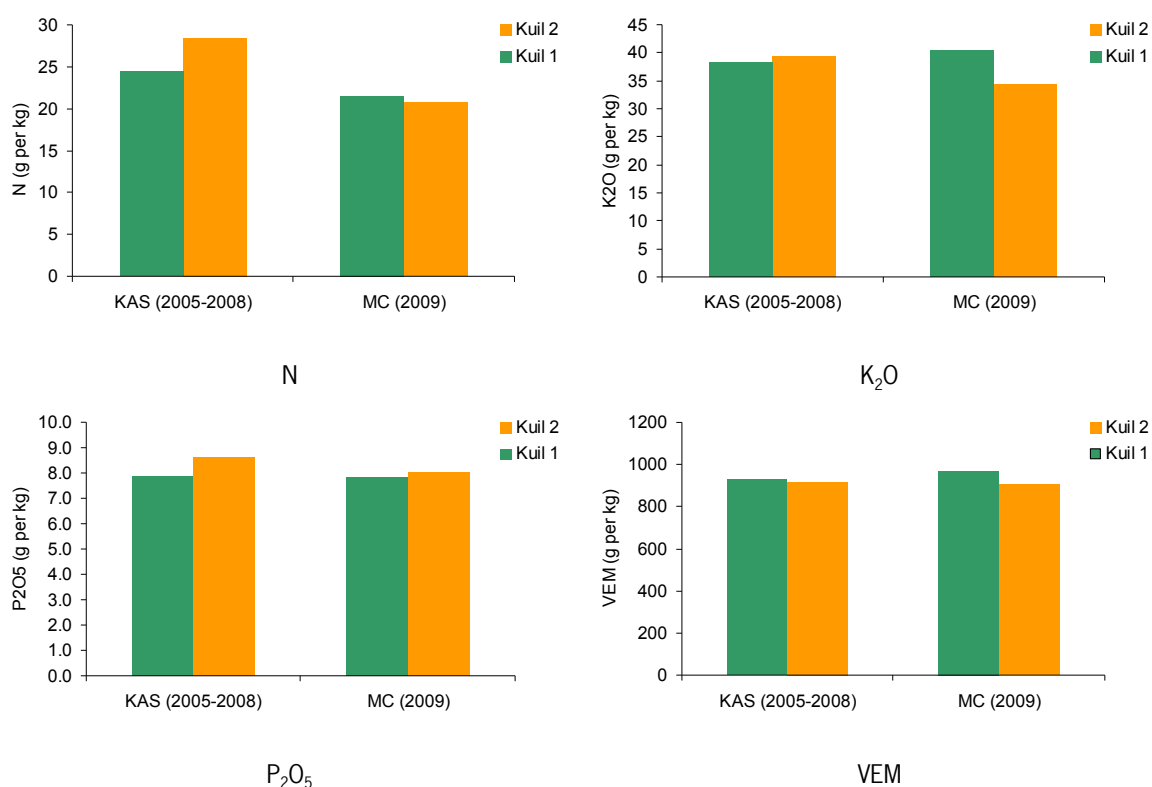 N (g per kg)
30
25
20
15
10
5
0
KAS (2005-2008)
MC (2009)
Kuil 2
Kuil 1
N
K2O (g per kg)
45
40
35
30
25
20
15
10
5
0
KAS (2005-2008)
MC (2009)
Kuil 2
Kuil 1
K₂O
P2O5 (g per kg)
10.0
9.0
8.0
7.0
6.0
5.0
4.0
3.0
2.0
1.0
0.0
KAS (2005-2008)
MC (2009)
Kuil 2
Kuil 1
P₂O₅
VEM (g per kg)
1200
1000
800
600
400
200
0
KAS (2005-2008)
MC (2009)
Kuil 2
Kuil 1
VEM